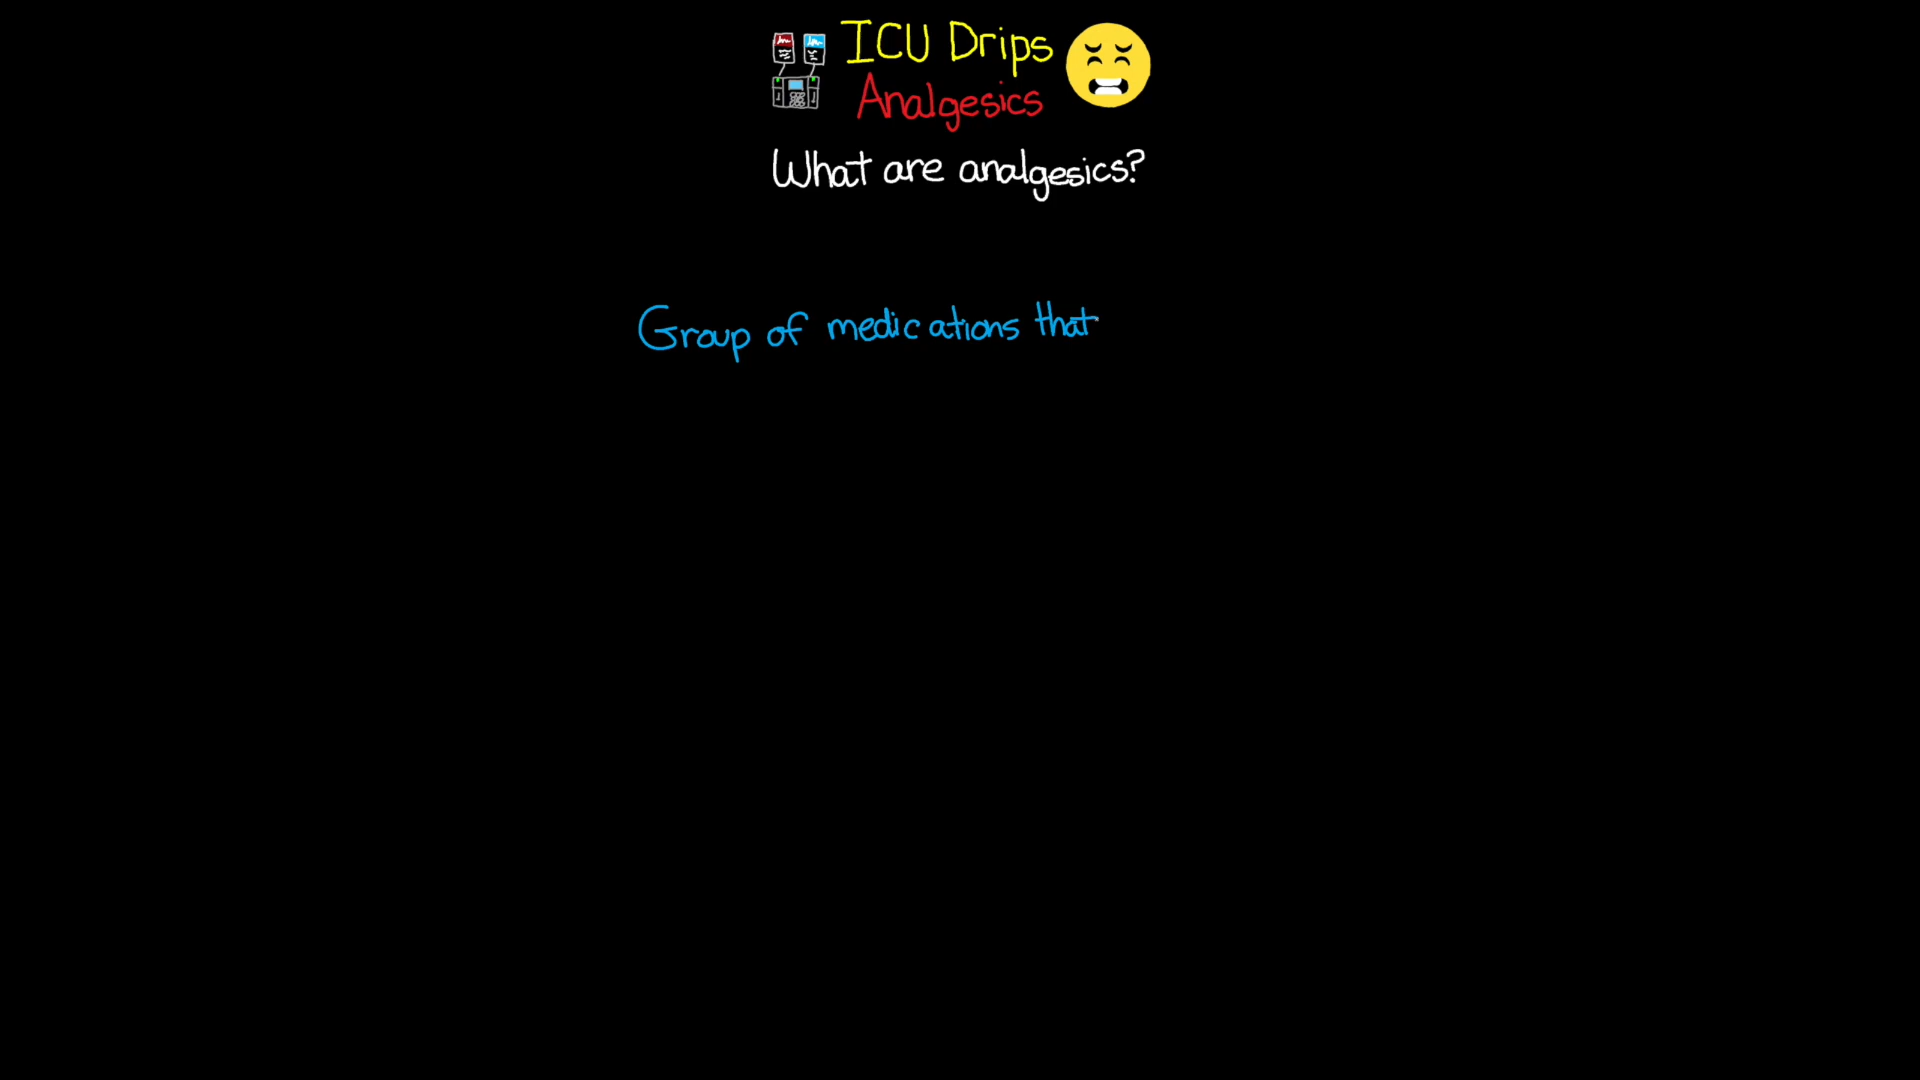 ICU Drips
Analgesics
What are analgesics?
Group of medications that